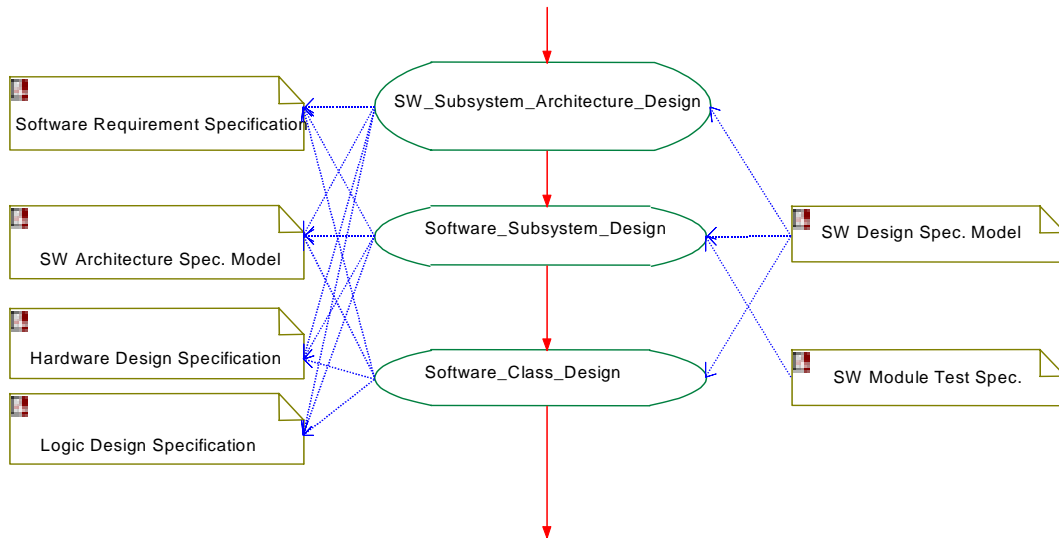 SW_Subsystem_Architecture_Design
Software Requirement Specification
Software_Subsystem_Design
SW Design Spec. Model
SW Architecture Spec. Model
Hardware Design Specification
Software_Class_Design
SW Module Test Spec.
Logic Design Specification